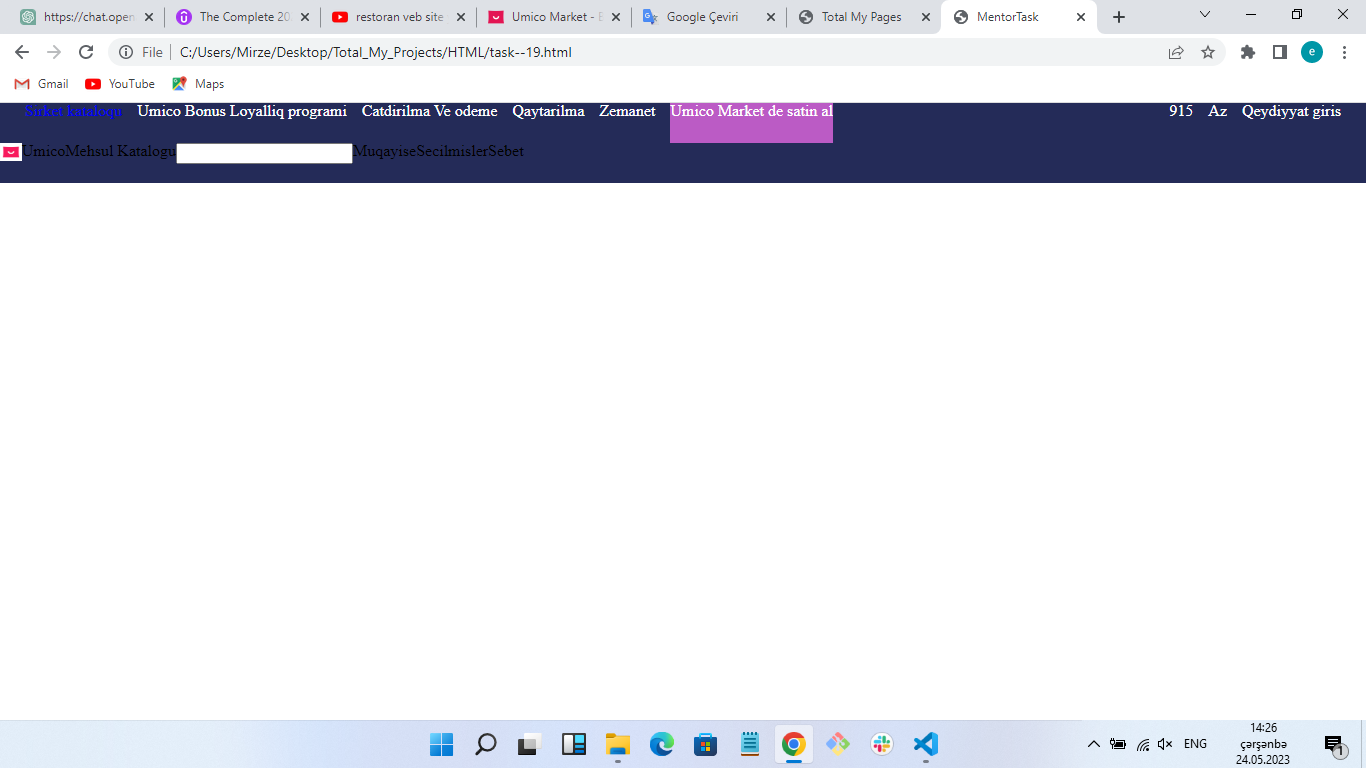 https://chat.open
The Complete 20
restoran veb site
Umico Market - B
Google Çeviri
Total My Pages
MentorTask
File C:/Users/Mirze/Desktop/Total_My_Projects/HTML/task--19.html
e
Gmail YouTube Maps
Sirket kataloqu Umico Bonus Loyalliq programi Catdirilma Ve odeme Qaytarilma Zemanet Umico Market de satin al 915 Az Qeydiyyat giris
UmicoMehsul Katalogu MuqayiseSecilmislerSebet
ENG
14:26
çərşənbə
24.05.2023
1